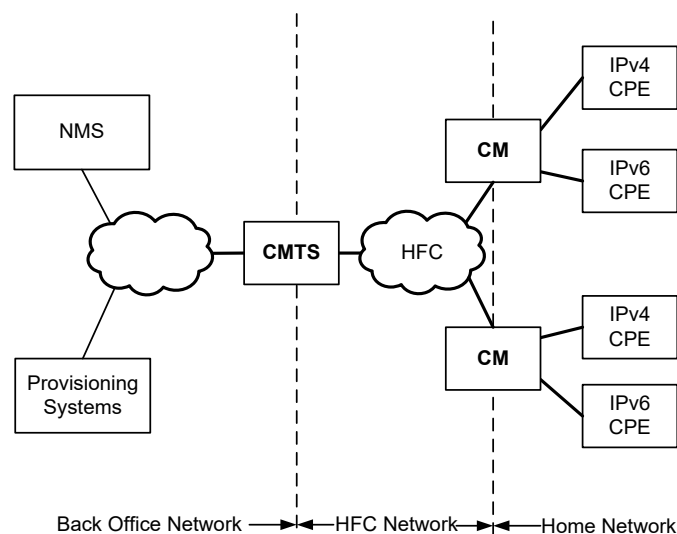 NMS
Provisioning
Systems
CMTS
HFC
CM
CM
IPv4
CPE
IPv6
CPE
IPv4
CPE
IPv6
CPE
Back Office Network
HFC Network
Home Network